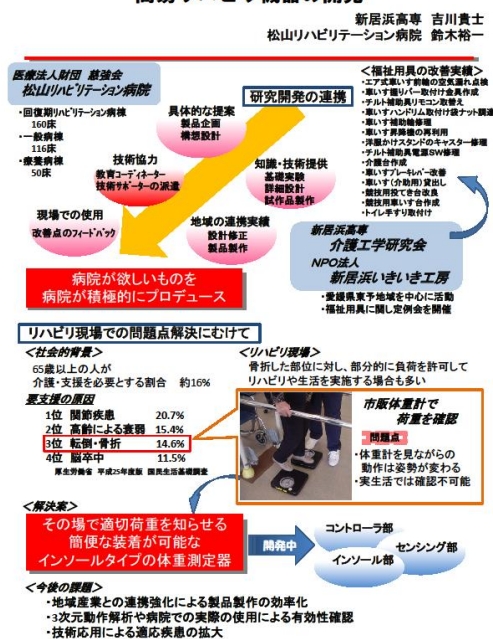 新居浜高専 吉川貴士
松山リハビリテーション病院 鈴木裕一
医療法人財団 慈強会
松山リハビリテーション病院
・回復期リハビリテーション病棟
160床
・一般病棟
116床
・療養病棟
50床
具体的な提案
製品企画
構想設計
研究開発の連携
技術協力
教育コーディネーター
技術サポーターの派遣
知識・技術提供
基礎実験
詳細設計
試作品製作
現場での使用
改善点のフィードバック
地域の連携実績
設計修正
製品製作
<福祉用具の改善実績>
・エア式車いす前輪の空気漏れ点検
・車いす握りバー取付け金具作成
・チルト補助具リモコン取替え
・車いすハンドリム取付け袋ナット調造
・車いす補助輪修理
・車いす昇降機の再利用
・洋服かけスタンドのキャスター修理
・チルト補助具電源SW修理
・介護台作成
・車いすブレーキレバー改善
・車いす(介助用)貸出し
・競技用投てき台改良
・競技用車いす台作成
・トイレ手すり取付け
新居浜高専
介護工学研究会
NPO法人
新居浜いきいき工房
・愛媛県東予地域を中心に活動
・福祉用具に関し定例会を開催
病院が欲しいものを
病院が積極的にプロデュース
リハビリ現場での問題点解決にむけて
<社会的背景>
65歳以上の人が
介護・支援を必要とする割合 約16%
要支援の原因
1位 関節疾患 20.7%
2位 高齢による衰弱 15.4%
3位 転倒・骨折 14.6%
4位 脳卒中 11.5%
厚生労働省 平成25年度版 国民生活基礎調査
<リハビリ現場>
骨折した部位に対し、部分的に負荷を許可して
リハビリや生活を実施する場合も多い
市販体重計で
荷重を確認
問題点
・体重計を見ながらの
動作は姿勢が変わる
・実生活では確認不可能
<解決案>
その場で適切荷重を知らせる
簡便な装着が可能な
インソールタイプの体重測定器
開発中
コントローラ部
センシング部
インソール部
<今後の課題>
・地域産業との連携強化による製品製作の効率化
・3次元動作解析や病院での実際の使用による有効性確認
・技術応用による適応疾患の拡大